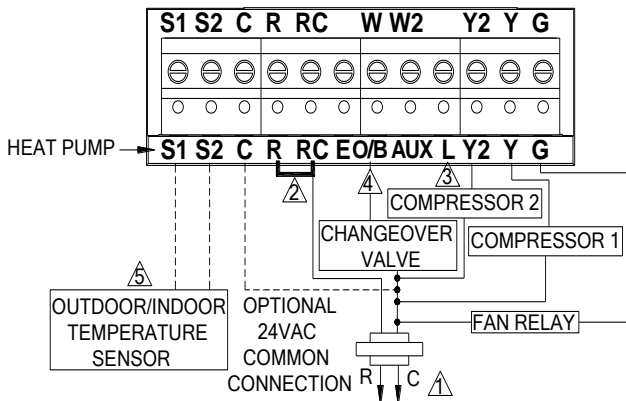 S1 S2 C R RC W W2 Y2 Y G
HEAT PUMP
S1 S2 C R RC E O/B AUX L Y2 Y G
2
4
3
COMPRESSOR 2
CHANGEOVER
VALVE
COMPRESSOR 1
5
OUTDOOR/INDOOR
TEMPERATURE
SENSOR
OPTIONAL
24VAC
COMMON
CONNECTION
FAN RELAY
R C 1